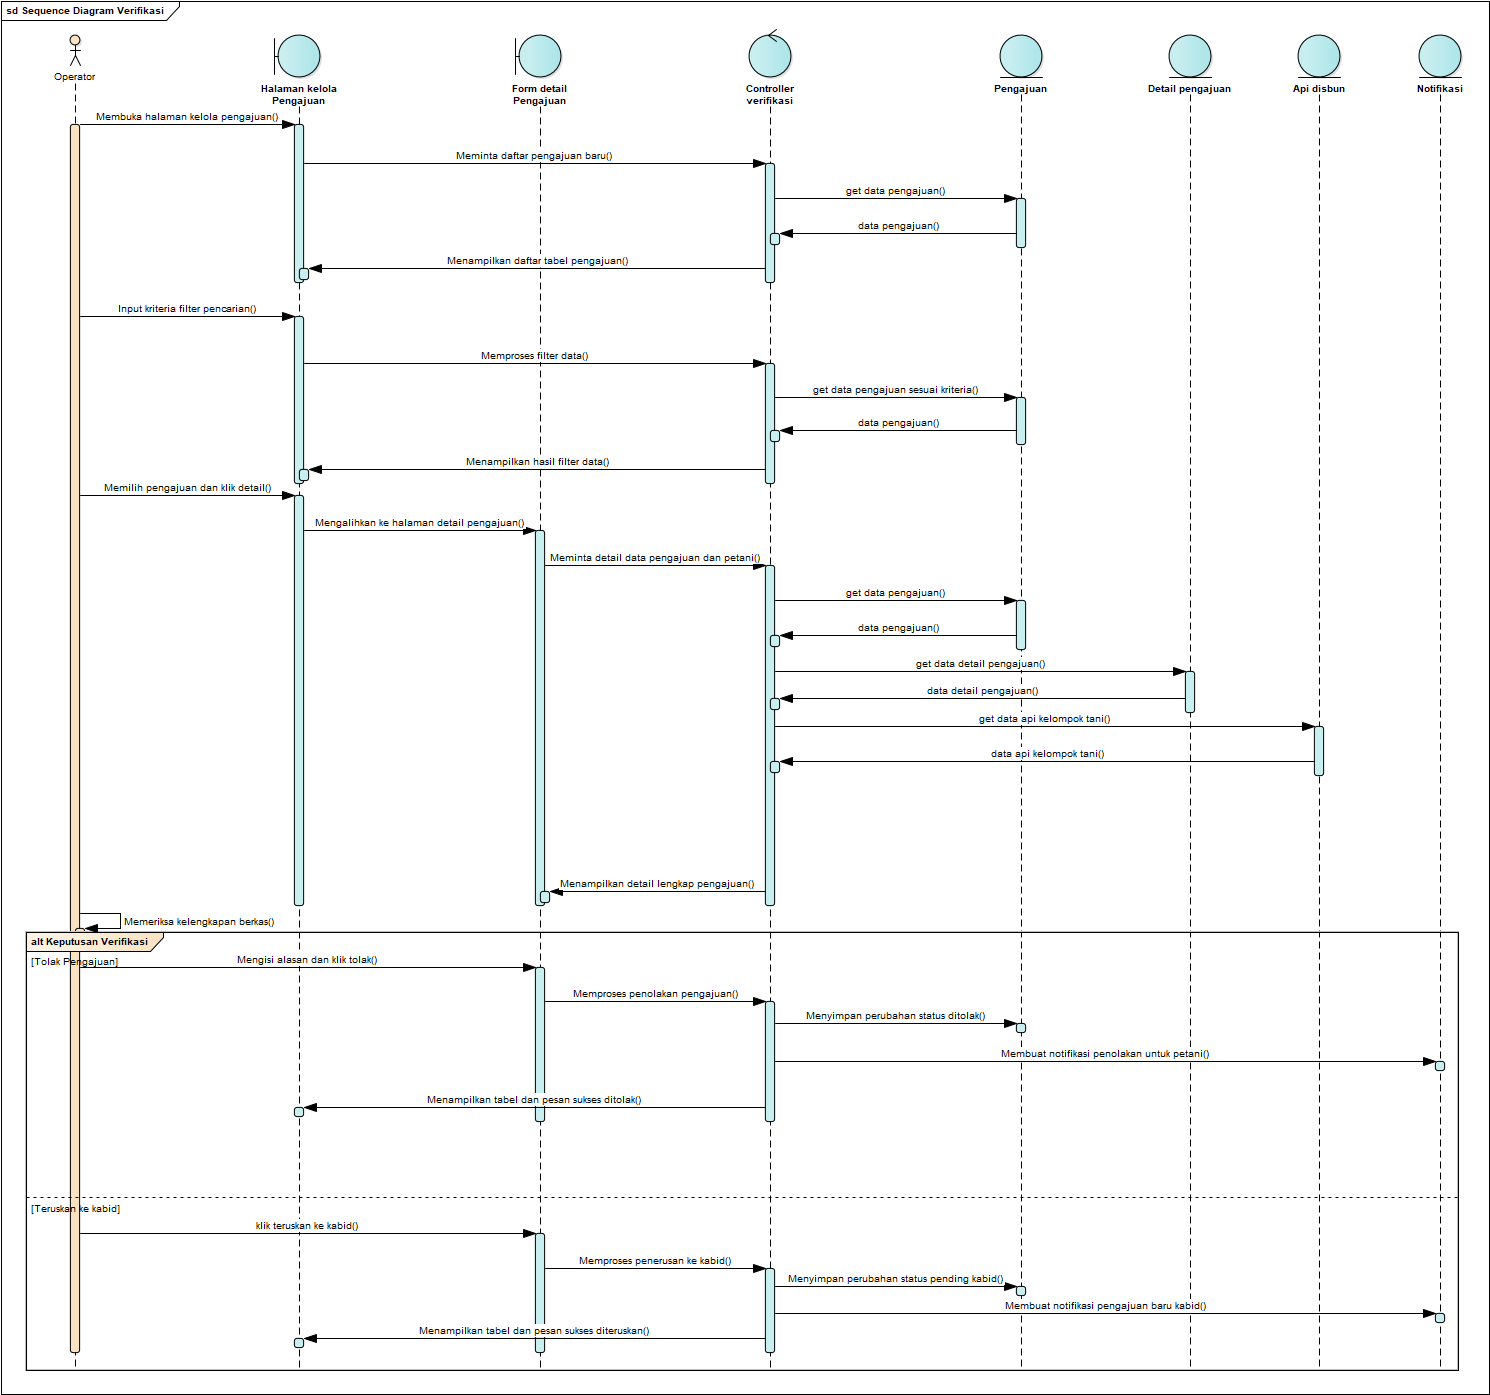 sd Sequence Diagram Verifikasi
Operator
Halaman kelola
Pengajuan
Form detail
Pengajuan
Controller
verifikasi
Pengajuan
Detail pengajuan
Api disbun
Notifikasi
Membuka halaman kelola pengajuan()
Meminta daftar pengajuan baru()
get data pengajuan()
data pengajuan()
Menampilkan daftar tabel pengajuan()
Input kriteria filter pencarian()
Memproses filter data()
get data pengajuan sesuai kriteria()
data pengajuan()
Menampilkan hasil filter data()
Memilih pengajuan dan klik detail()
Mengalihkan ke halaman detail pengajuan()
Meminta detail data pengajuan dan petani()
get data pengajuan()
data pengajuan()
get data detail pengajuan()
data detail pengajuan()
get data api kelompok tani()
data api kelompok tani()
Menampilkan detail lengkap pengajuan()
Memeriksa kelengkapan berkas()
alt Keputusan Verifikasi
[Tolak Pengajuan]
Mengisi alasan dan klik tolak()
Memproses penolakan pengajuan()
Menyimpan perubahan status ditolak()
Membuat notifikasi penolakan untuk petani()
Menampilkan tabel dan pesan sukses ditolak()
[Teruskan ke kabid]
klik teruskan ke kabid()
Memproses penerusan ke kabid()
Menyimpan perubahan status pending kabid()
Membuat notifikasi pengajuan baru kabid()
Menampilkan tabel dan pesan sukses diteruskan()